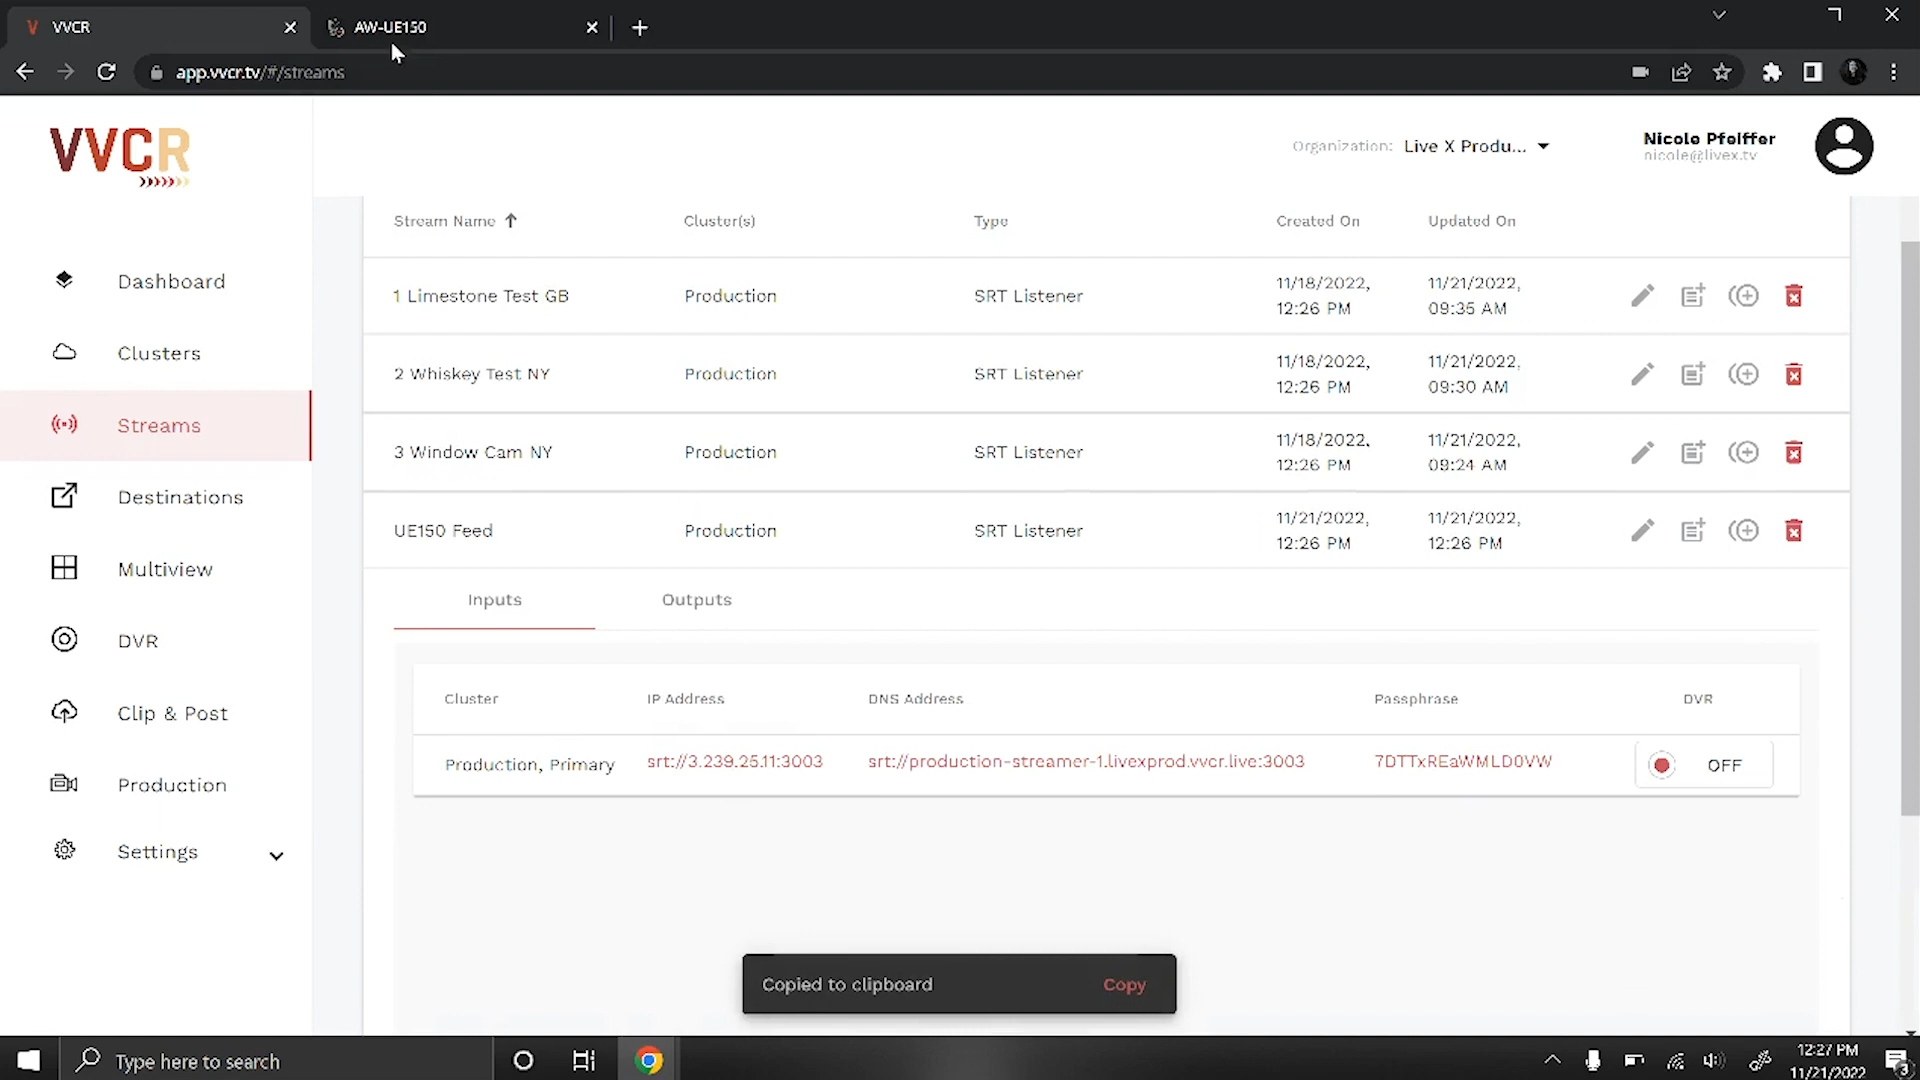 VVCR
AW-UE150
app.vvcr.tv/#/streams
VVCR
Organization: Live X Produ...
Nicole Pfeiffer
nicole@livex.tv
Dashboard
Clusters
Streams
Destinations
Multiview
DVR
Clip & Post
Production
Settings
Stream Name Cluster(s) Type Created On Updated On
1 Limestone Test GB Production SRT Listener 11/18/2022, 12:26 PM 11/21/2022, 09:35 AM
2 Whiskey Test NY Production SRT Listener 11/18/2022, 12:26 PM 11/21/2022, 09:30 AM
3 Window Cam NY Production SRT Listener 11/18/2022, 12:26 PM 11/21/2022, 09:24 AM
UE150 Feed Production SRT Listener 11/21/2022, 12:26 PM 11/21/2022, 12:26 PM
Inputs Outputs
Cluster IP Address DNS Address Passphrase DVR
Production, Primary srt://3.239.25.11:3003 srt://production-streamer-1.livexprod.vvcr.live:3003 7DTTxREaWMLD0VW OFF
Copied to clipboard Copy
Type here to search
12:27 PM
11/21/2022
3